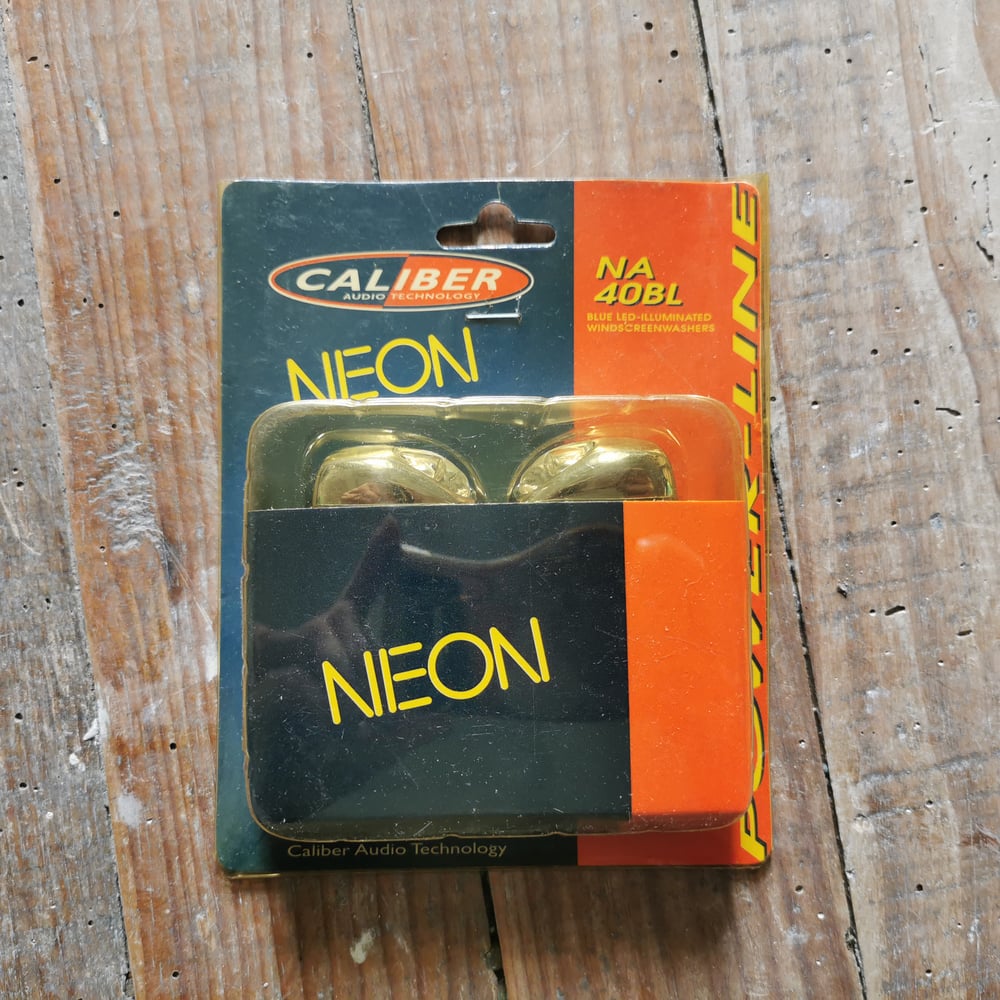 CALIBER
AUDIO TECHNOLOGY
NEON
NA
40BL
BLUE LED-ILLUMINATED
WINDSCREENWASHERS
POWER-LINE
NEON
Caliber Audio Technology